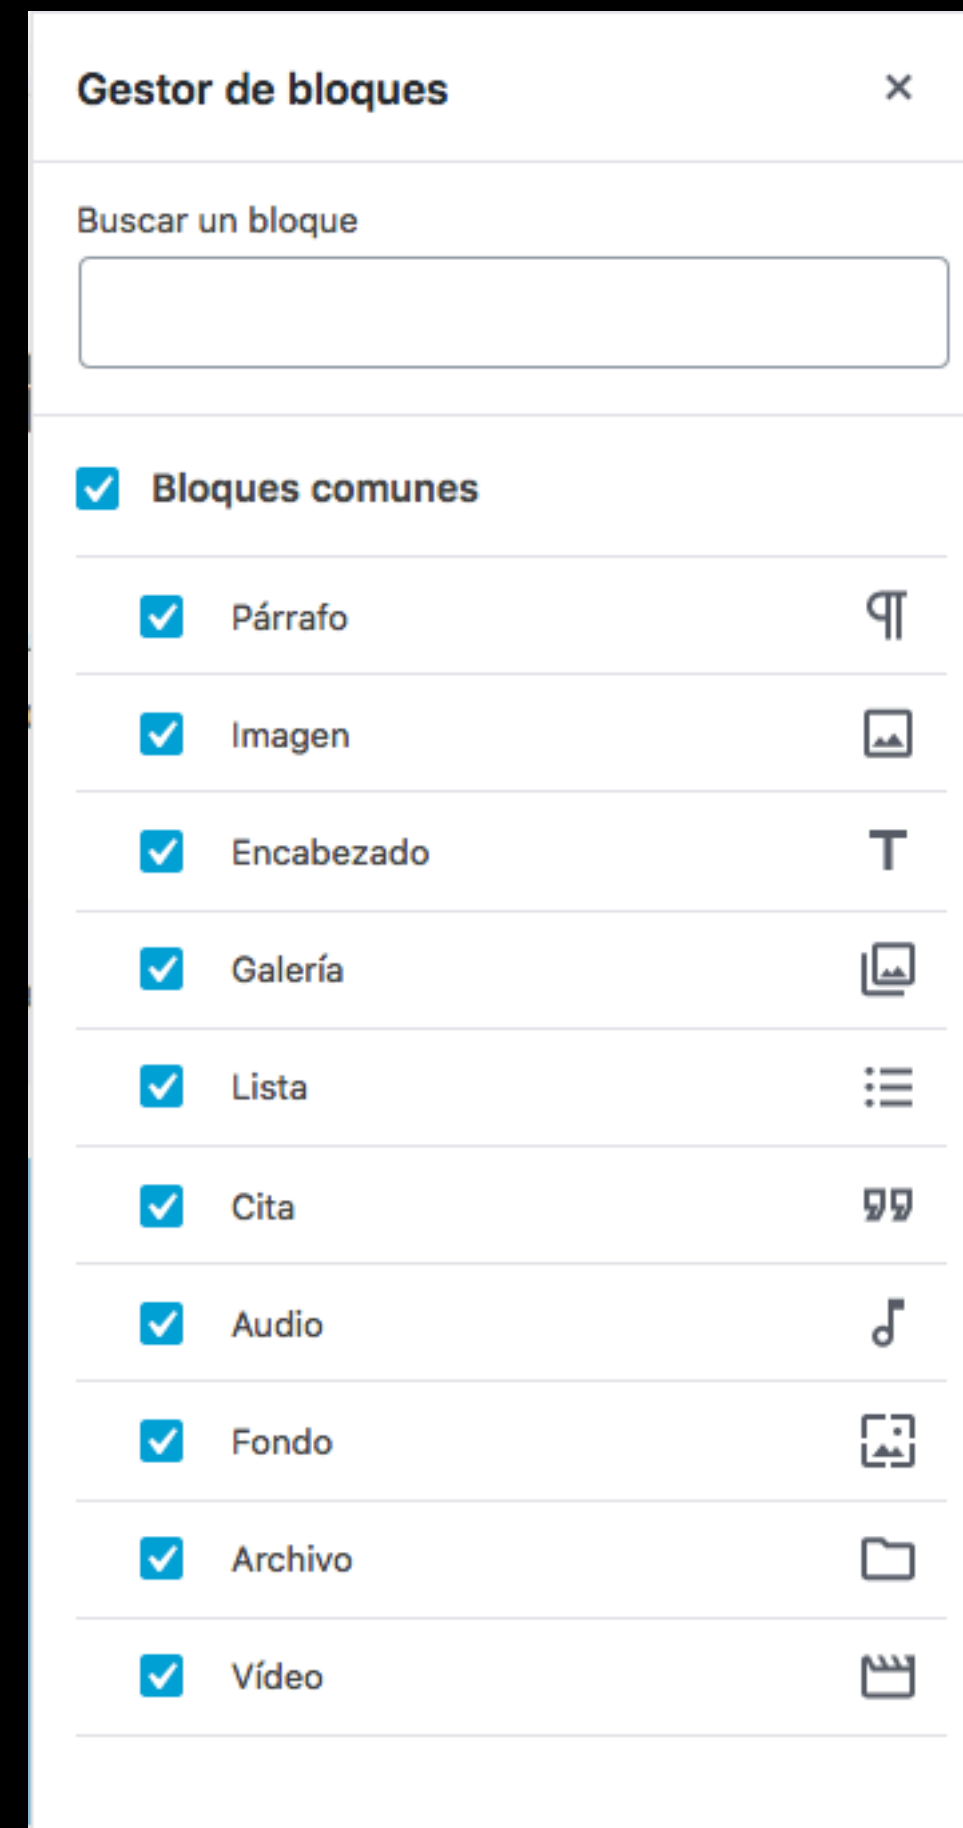 Gestor de bloques
Buscar un bloque
Bloques comunes
Párrafo
Imagen
Encabezado
Galería
Lista
Cita
Audio
Fondo
Archivo
Vídeo